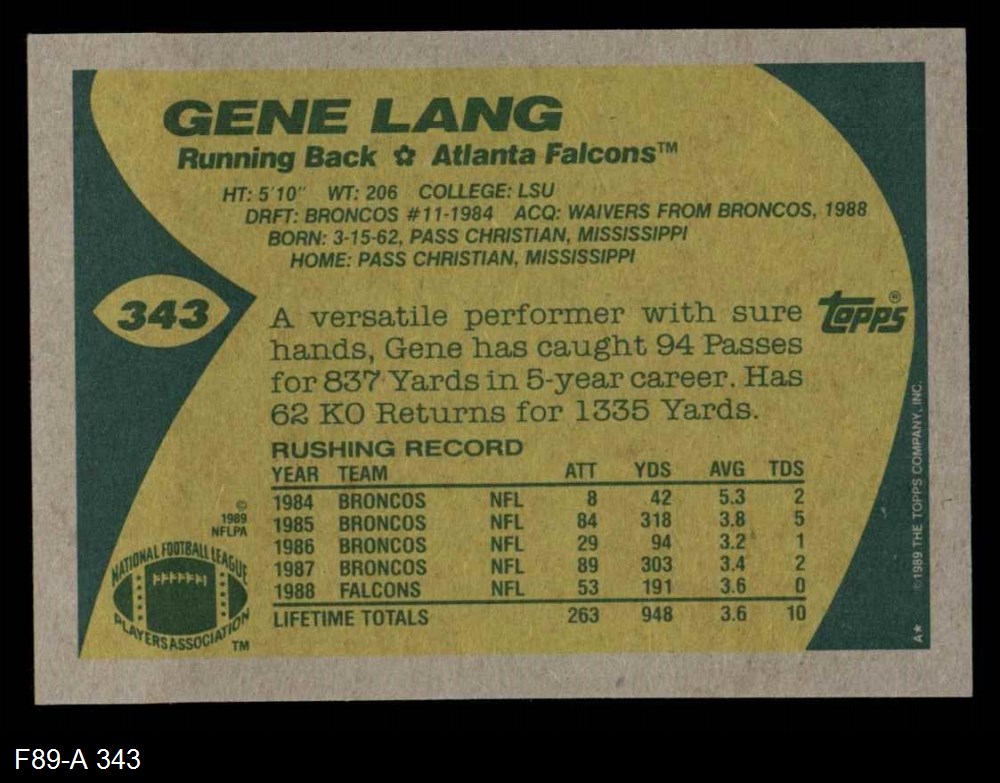 GENE LANG
Running Back ✿ Atlanta Falcons™
HT: 5'10" WT: 206 COLLEGE: LSU
DRFT: BRONCOS #11-1984 ACQ: WAIVERS FROM BRONCOS, 1988
BORN: 3-15-62, PASS CHRISTIAN, MISSISSIPPI
HOME: PASS CHRISTIAN, MISSISSIPPI
343
Topps®
A versatile performer with sure
hands, Gene has caught 94 Passes
for 837 Yards in 5-year career. Has
62 KO Returns for 1335 Yards.
RUSHING RECORD
YEAR TEAM ATT YDS AVG TDS
1984 BRONCOS NFL 8 42 5.3 2
1985 BRONCOS NFL 84 318 3.8 5
1986 BRONCOS NFL 29 94 3.2 1
1987 BRONCOS NFL 89 303 3.4 2
1988 FALCONS NFL 53 191 3.6 0
LIFETIME TOTALS 263 948 3.6 10
©
1989
NFLPA
NATIONAL FOOTBALL LEAGUE
PLAYERS ASSOCIATION
TM
©1989 THE TOPPS COMPANY, INC.
A★
F89-A 343